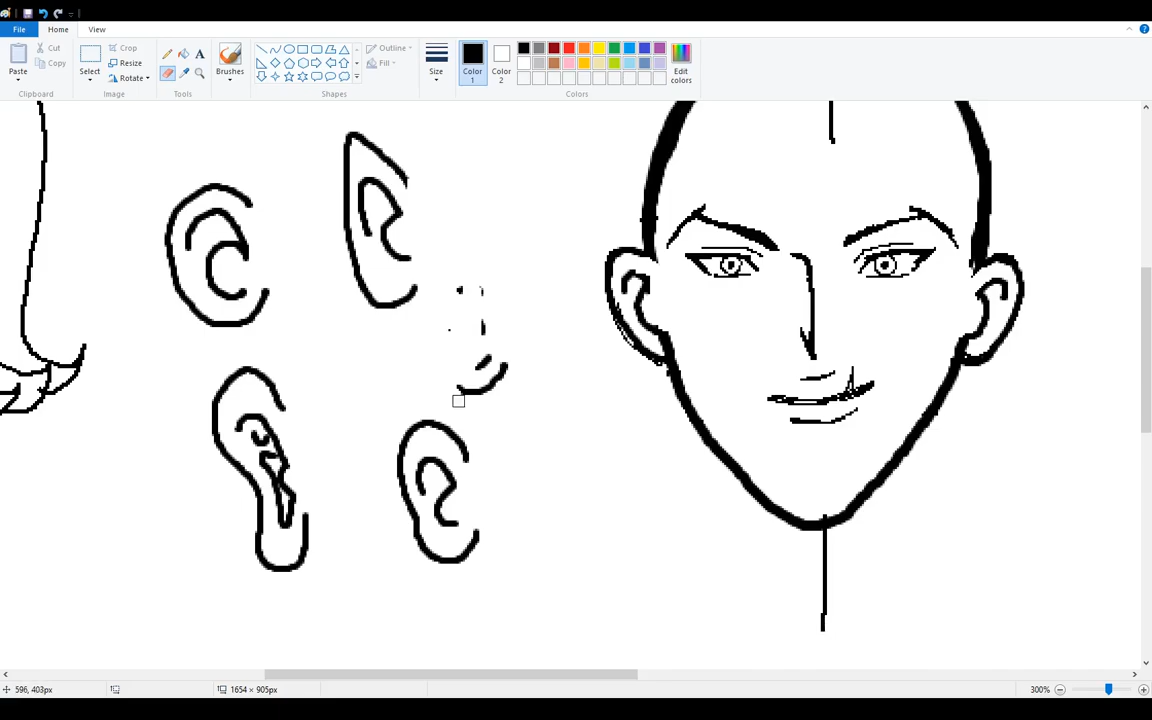 File
Home
View
Paste
Cut
Copy
Clipboard
Select
Crop
Resize
Rotate
Image
A
Tools
Brushes
Shapes
Outline
Fill
Size
Color 1
Color 2
Edit colors
Colors
596, 403px
1654 × 905px
300%